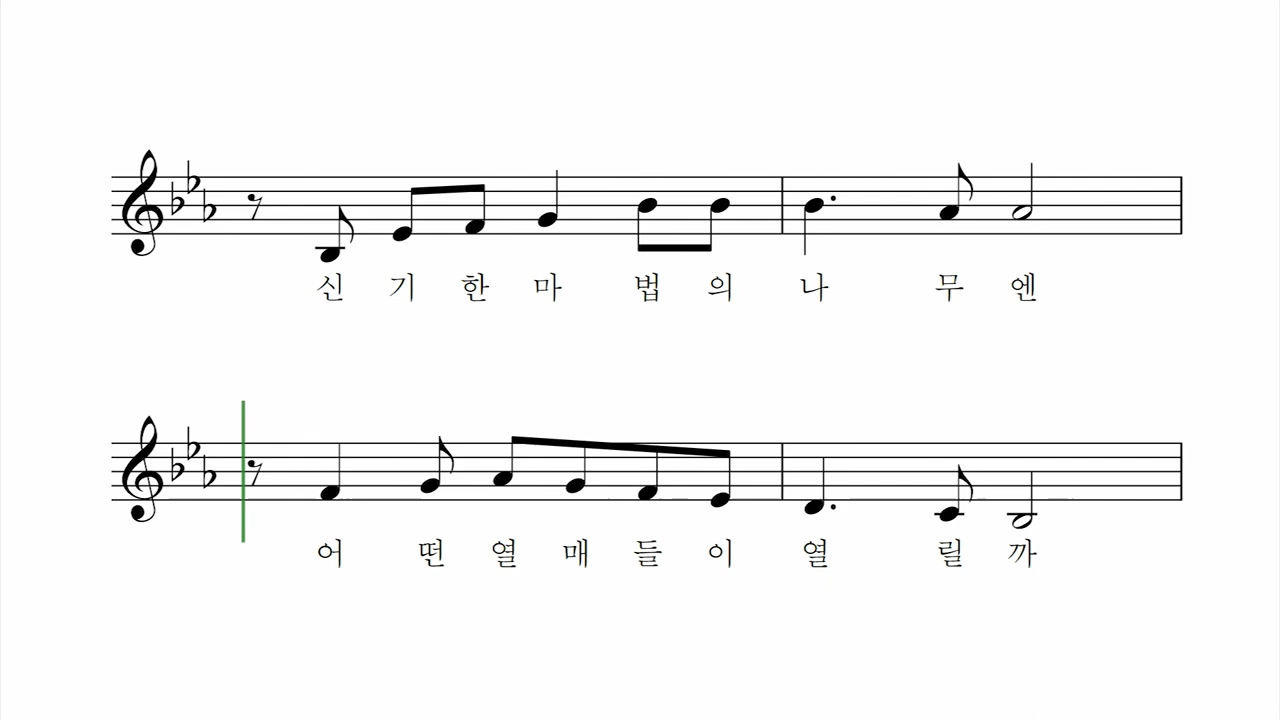 신 기 한 마 법 의 나 무 엔
어 떤 열 매 들 이 열 릴 까